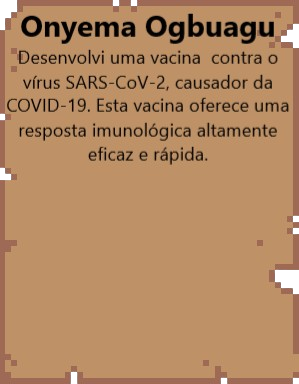 Onyema Ogbuagu
Desenvolvi uma vacina  contra o
vírus SARS-CoV-2, causador da
COVID-19. Esta vacina oferece uma
resposta imunológica altamente
eficaz e rápida.